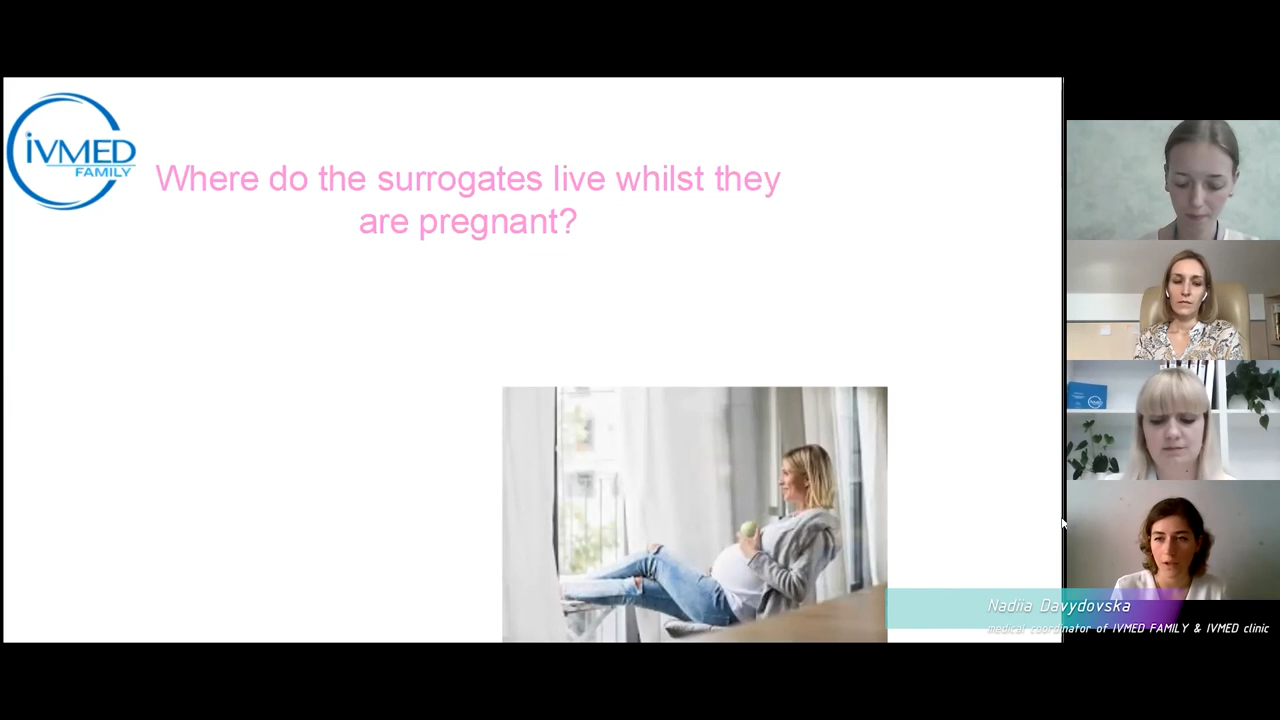 iVMED
FAMILY
Where do the surrogates live whilst they
are pregnant?
Nadiia Davydovska
medical coordinator of IVMED FAMILY & IVMED clinic